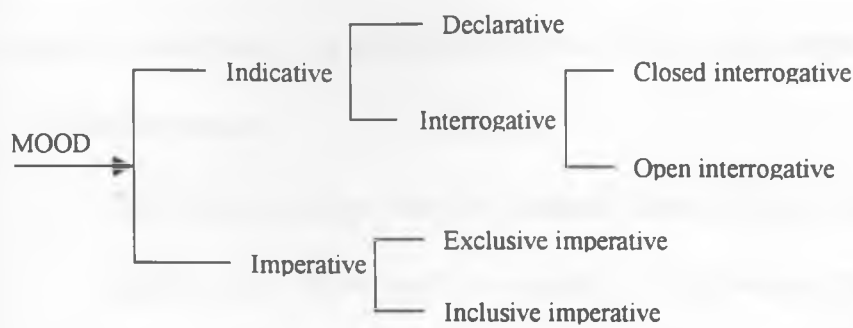 Declarative
Indicative
Closed interrogative
Interrogative
MOOD
Open interrogative
Exclusive imperative
Imperative
Inclusive imperative